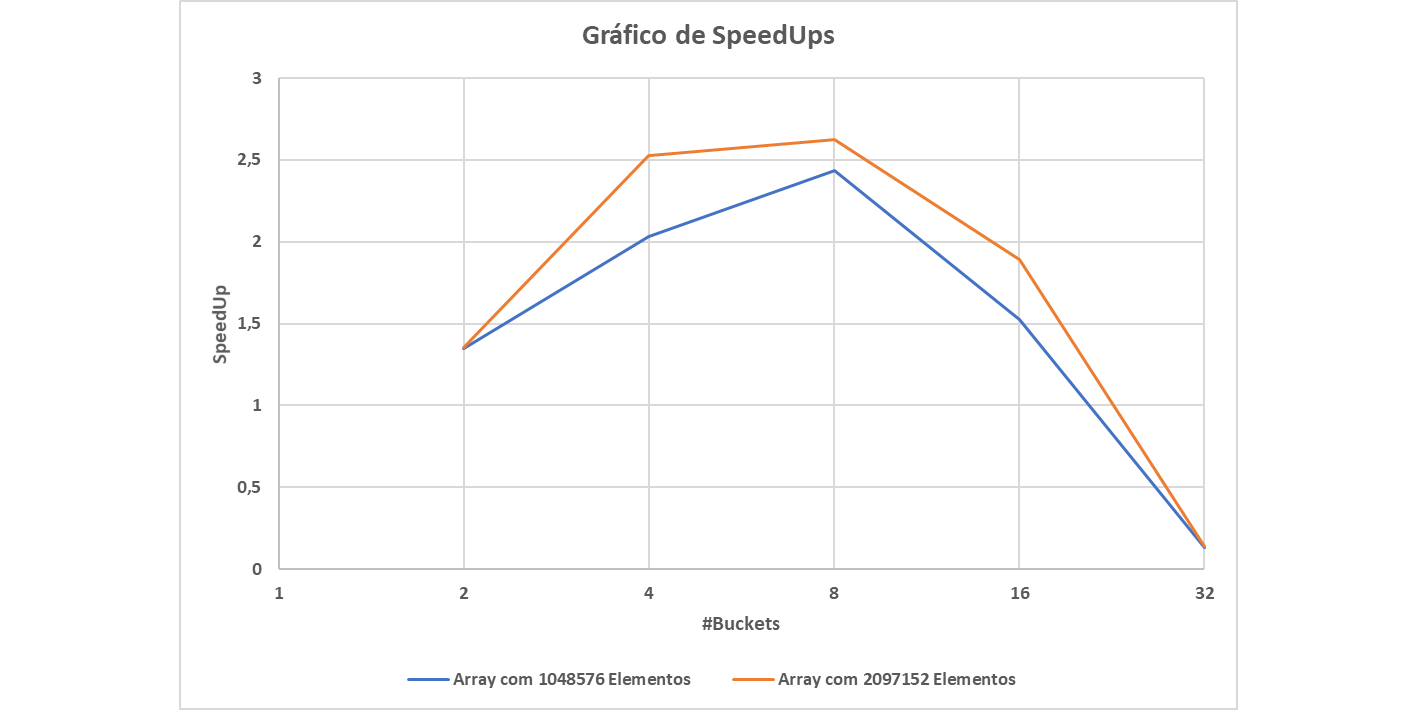 Gráfico de SpeedUps
3
2,5
2
1,5
1
0,5
0
SpeedUp
1 2 4 8 16 32
#Buckets
Array com 1048576 Elementos Array com 2097152 Elementos